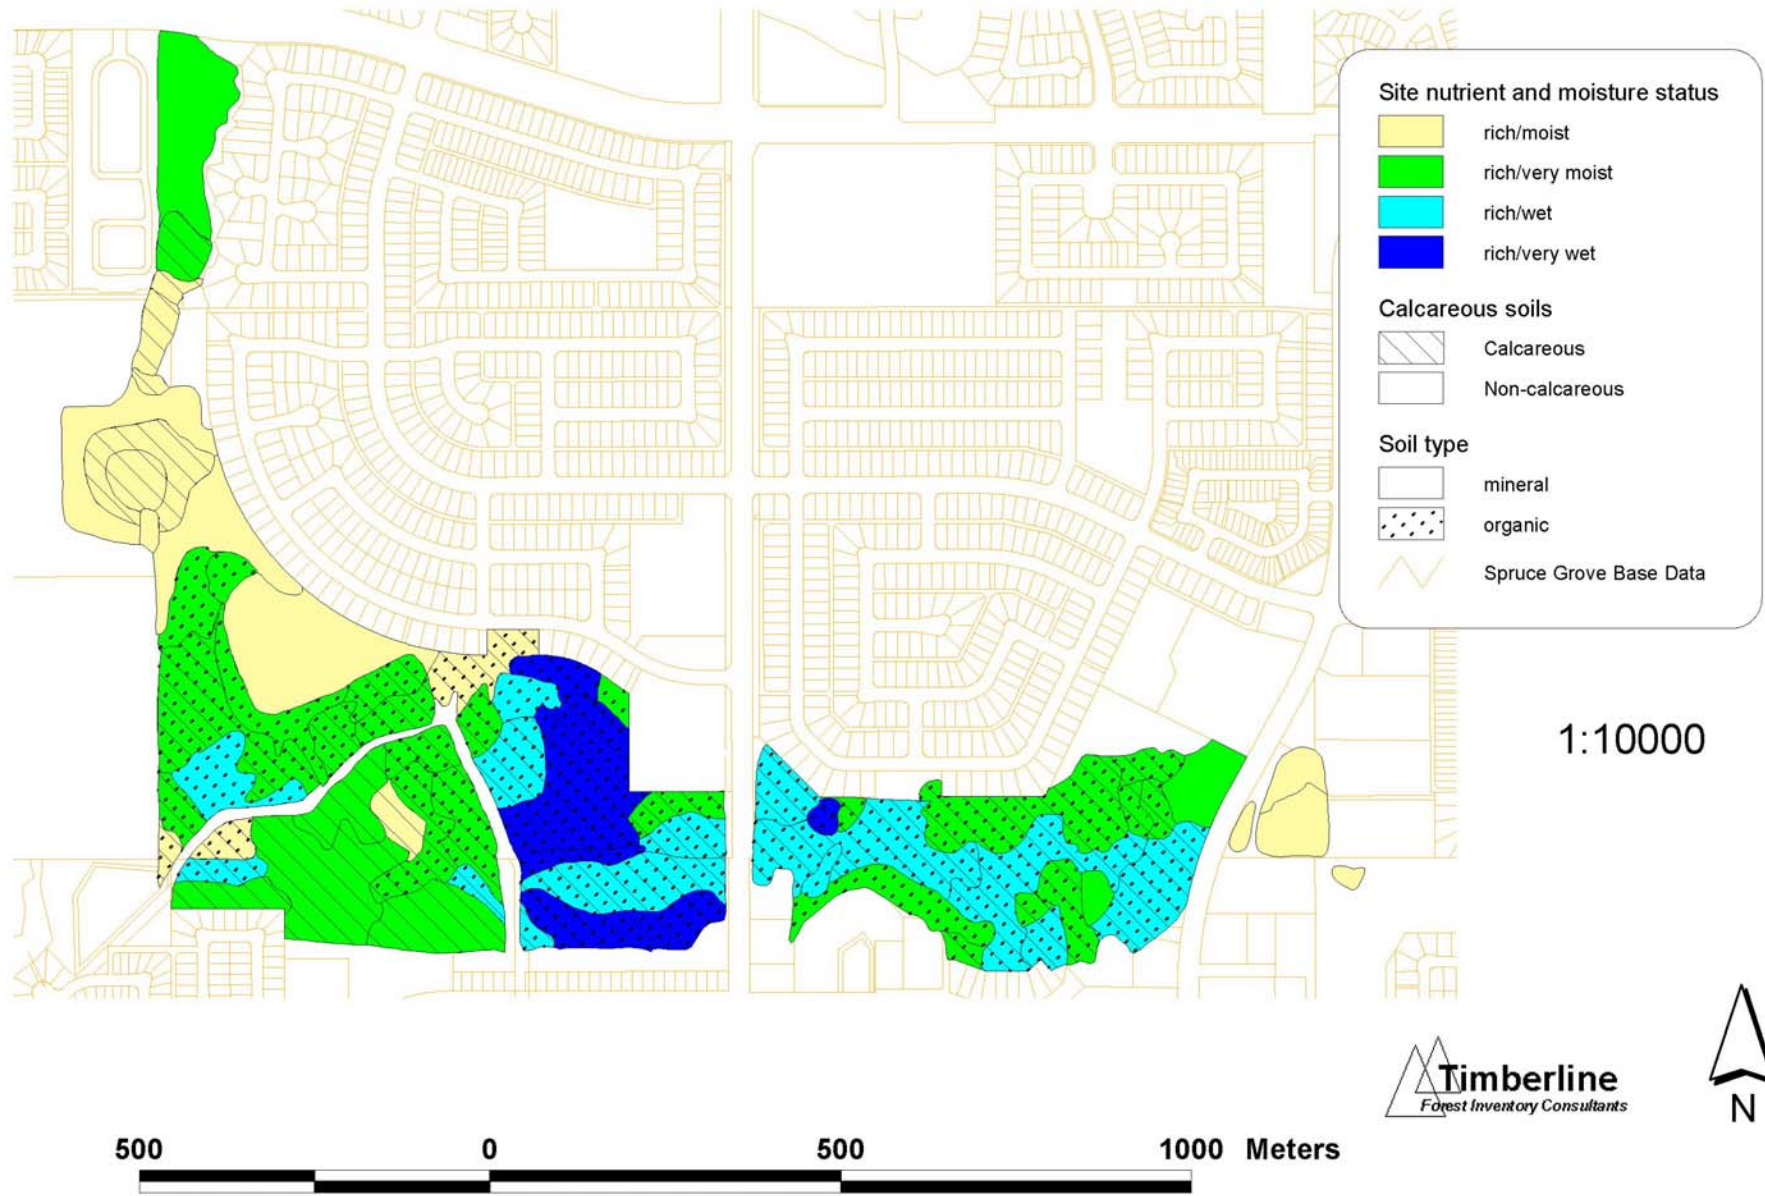 Site nutrient and moisture status
rich/moist
rich/very moist
rich/wet
rich/very wet
Calcareous soils
Calcareous
Non-calcareous
Soil type
mineral
organic
Spruce Grove Base Data
1:10000
Timberline
Forest Inventory Consultants
N
500 0 500 1000 Meters